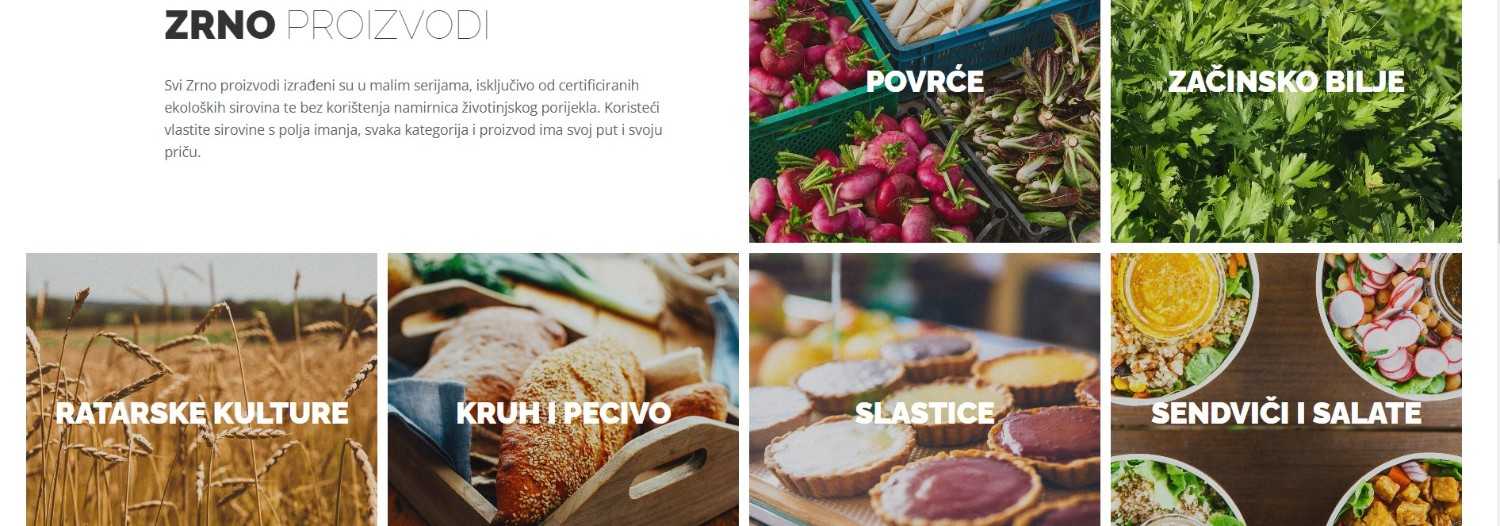 ZRNO PROIZVODI
Svi Zrno proizvodi izrađeni su u malim serijama, isključivo od certificiranih
ekoloških sirovina te bez korištenja namirnica životinjskog porijekla. Koristeći
vlastite sirovine s polja imanja, svaka kategorija i proizvod ima svoj put i svoju
priču.
POVRĆE
ZAČINSKO BILJE
RATARSKE KULTURE
KRUH I PECIVO
SLASTICE
SENDVIČI I SALATE